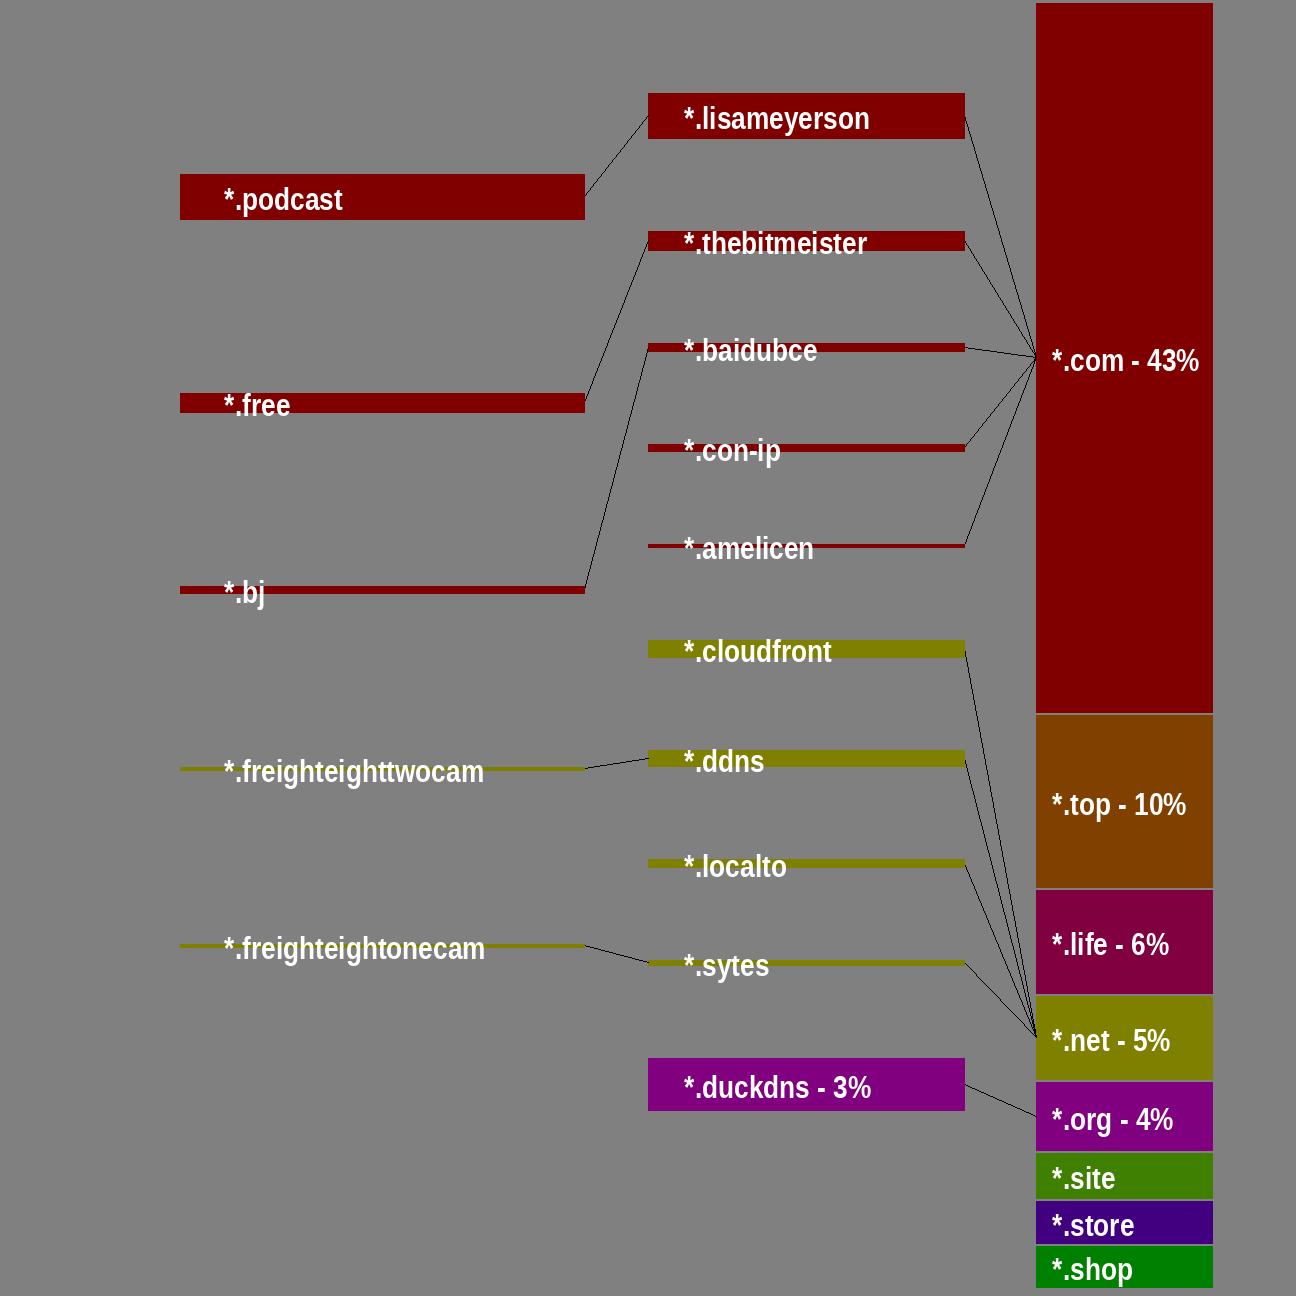 *.lisameyerson
*.podcast
*.thebitmeister
*.baidubce
*.com - 43%
*.free
*.con-ip
*.amelicen
*.bj
*.cloudfront
*.ddns
*.freighteighttwocam
*.top - 10%
*.localto
*.life - 6%
*.freighteightonecam
*.sytes
*.net - 5%
*.duckdns - 3%
*.org - 4%
*.site
*.store
*.shop